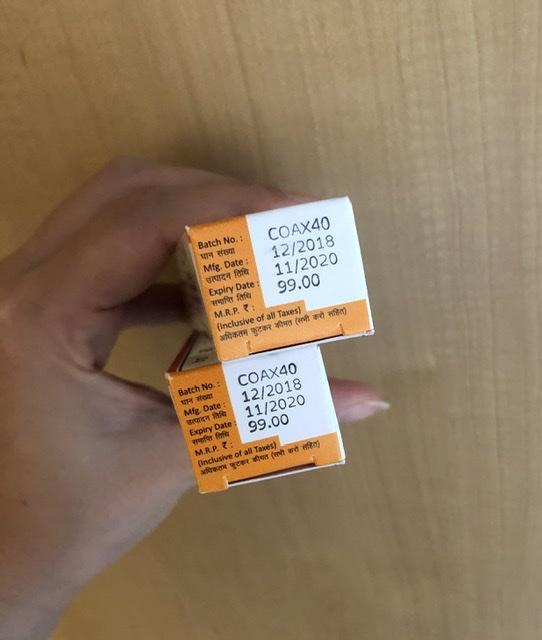 Batch No. : COAX40
घान संख्या
Mfg. Date : 12/2018
उत्पादन तिथि
Expiry Date : 11/2020
समाप्ति तिथि
M.R.P. ₹ : 99.00
(Inclusive of all Taxes)
अधिकतम फुटकर कीमत (सभी करों सहित)
Batch No. : COAX40
घान संख्या
Mfg. Date : 12/2018
उत्पादन तिथि
Expiry Date : 11/2020
समाप्ति तिथि
M.R.P. ₹ : 99.00
(Inclusive of all Taxes)
अधिकतम फुटकर कीमत (सभी करों सहित)